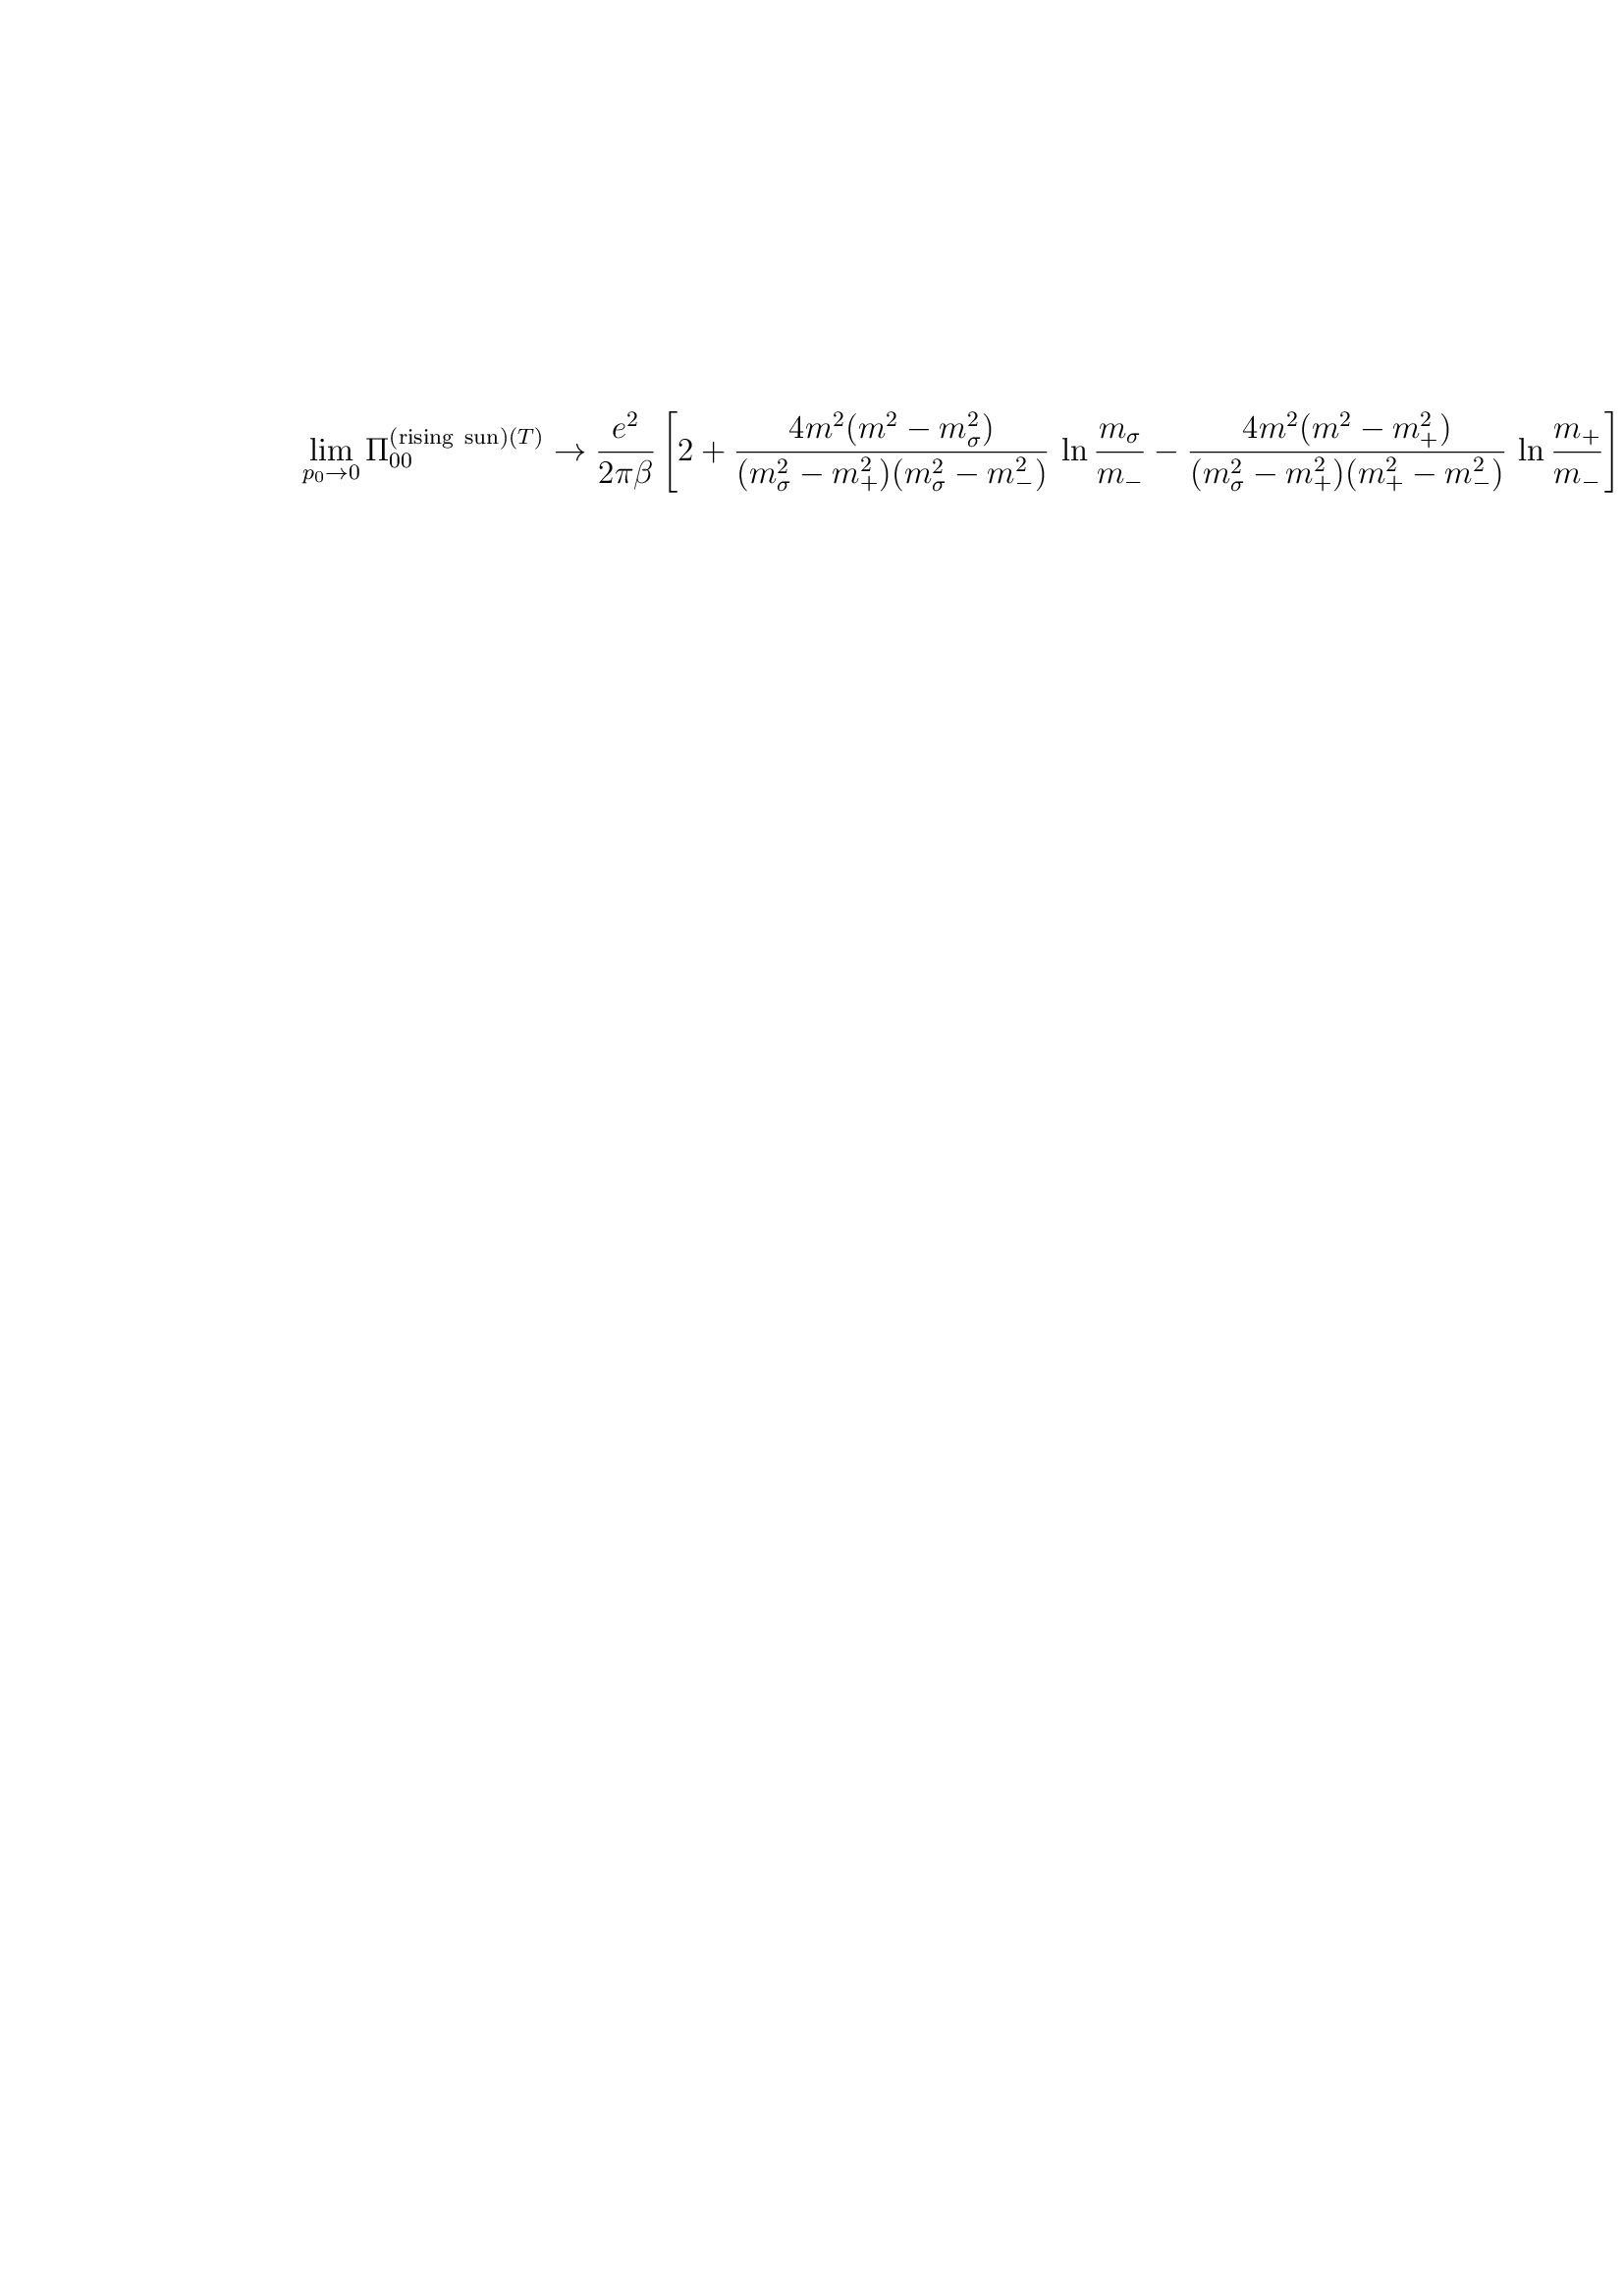 \lim_{p_0 \to 0} \Pi_{00}^{(\text{rising sun})(T)} \to \frac{e^2}{2\pi\beta} \left[ 2 + \frac{4m^2(m^2 - m_\sigma^2)}{(m_\sigma^2 - m_+^2)(m_\sigma^2 - m_-^2)} \ln \frac{m_\sigma}{m_-} - \frac{4m^2(m^2 - m_+^2)}{(m_\sigma^2 - m_+^2)(m_+^2 - m_-^2)} \ln \frac{m_+}{m_-} \right]